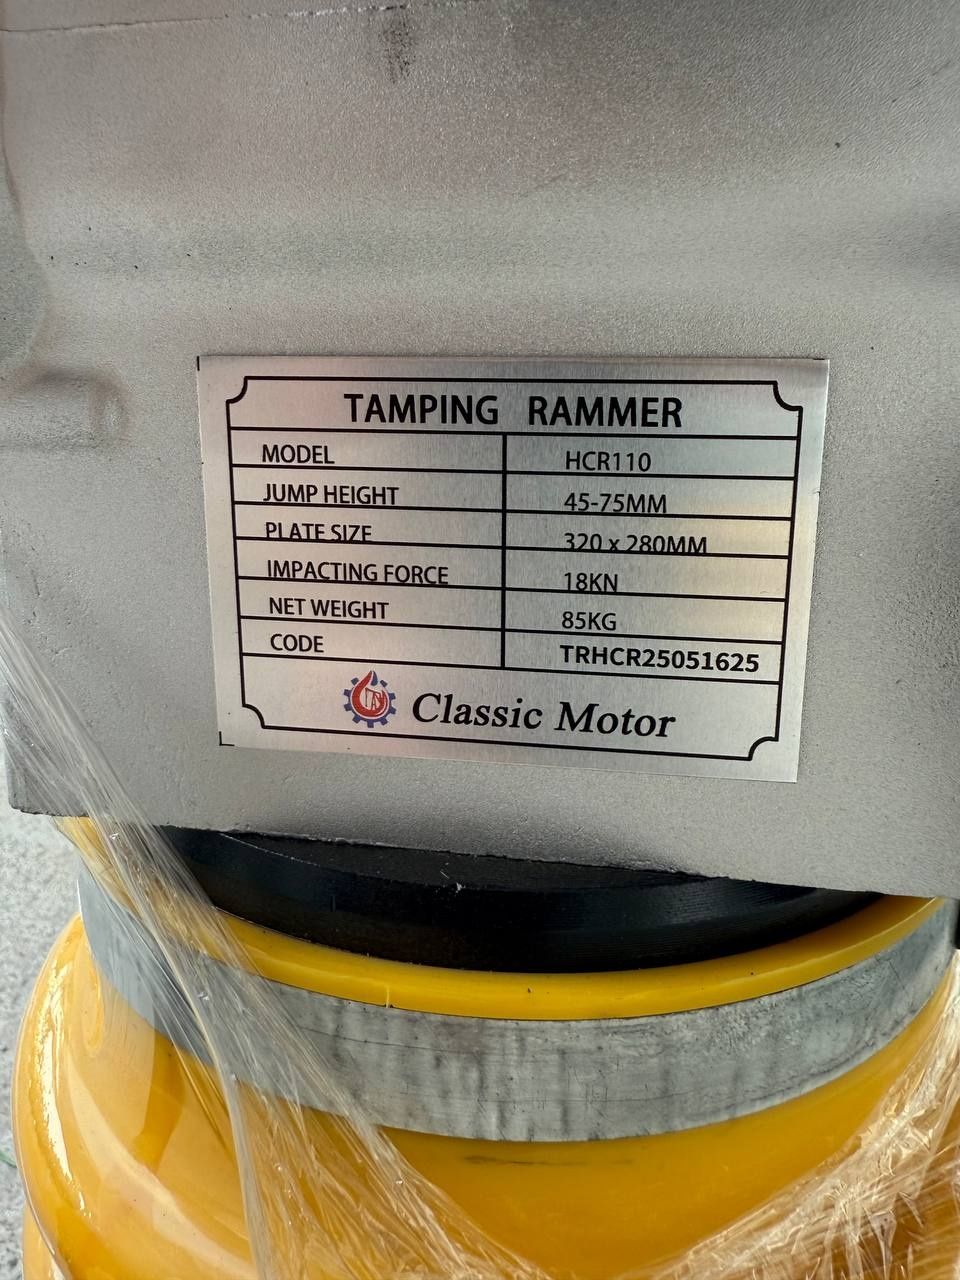 TAMPING RAMMER
MODEL HCR110
JUMP HEIGHT 45-75MM
PLATE SIZE 320 x 280MM
IMPACTING FORCE 18KN
NET WEIGHT 85KG
CODE TRHCR25051625
Classic Motor